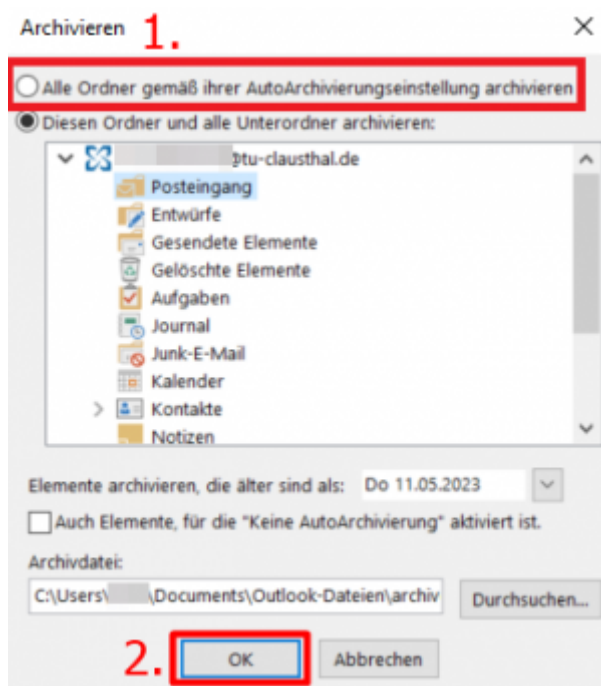 Archivieren 1.
Alle Ordner gemäß ihrer AutoArchivierungseinstellung archivieren
Diesen Ordner und alle Unterordner archivieren:
@tu-clausthal.de
Posteingang
Entwürfe
Gesendete Elemente
Gelöschte Elemente
Aufgaben
Journal
Junk-E-Mail
Kalender
Kontakte
Notizen
Elemente archivieren, die älter sind als: Do 11.05.2023
Auch Elemente, für die "Keine AutoArchivierung" aktiviert ist.
Archivdatei:
C:\Users\ \Documents\Outlook-Dateien\archiv Durchsuchen...
2. OK Abbrechen